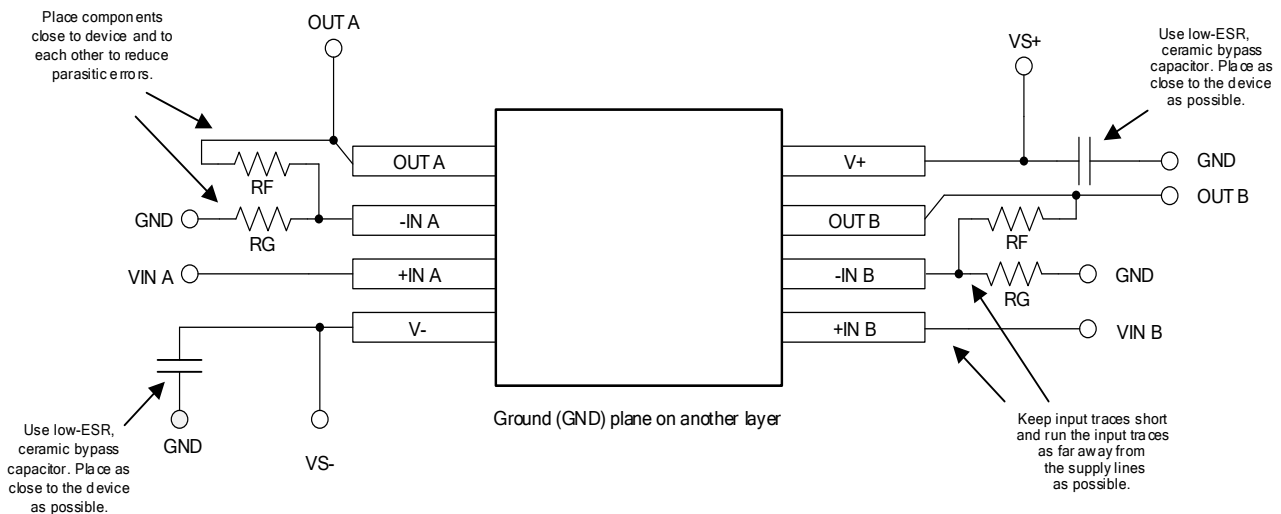 Place components
close to device and to
each other to reduce
parasitic errors.
OUT A
VS+
Use low-ESR,
ceramic bypass
capacitor. Place as
close to the device
as possible.
OUT A
V+
GND
RF
OUT B
GND
-IN A
OUT B
RG
RF
VIN A
+IN A
-IN B
GND
RG
V-
+IN B
VIN B
Ground (GND) plane on another layer
Use low-ESR,
ceramic bypass
capacitor. Place as
close to the device
as possible.
GND
VS-
Keep input traces short
and run the input traces
as far away from
the supply lines
as possible.